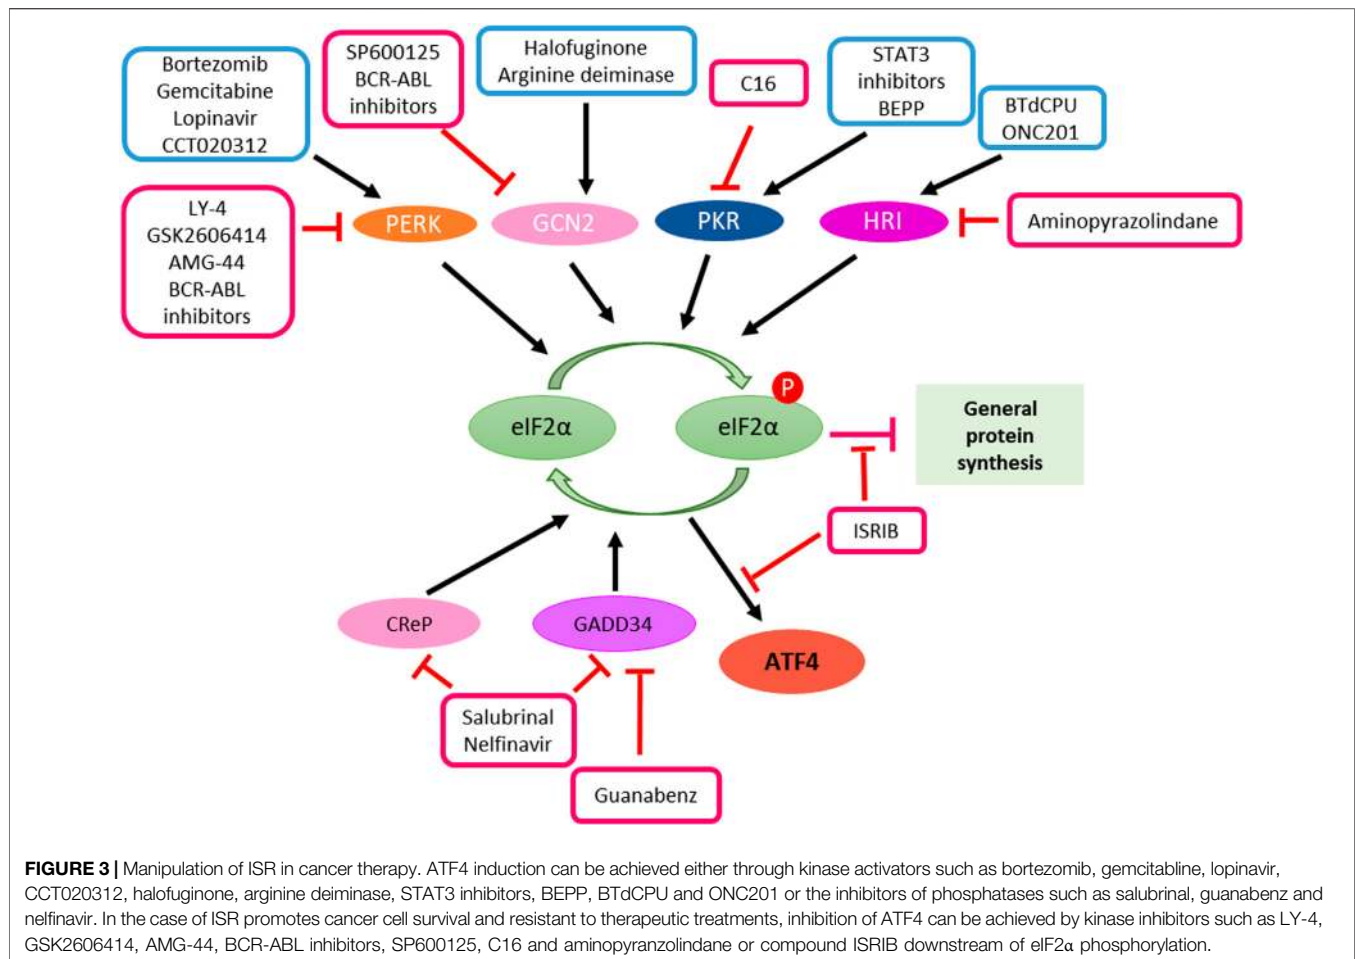 Bortezomib
Gemcitabine
Lopinavir
CCT020312
SP600125
BCR-ABL
inhibitors
Halofuginone
Arginine deiminase
C16
STAT3
inhibitors
BEPP
BTdCPU
ONC201
LY-4
GSK2606414
AMG-44
BCR-ABL
inhibitors
PERK
GCN2
PKR
HRI
Aminopyrazolindane
eIF2α
eIF2α
P
General
protein
synthesis
ISRIB
CReP
GADD34
ATF4
Salubrinal
Nelfinavir
Guanabenz
FIGURE 3 | Manipulation of ISR in cancer therapy. ATF4 induction can be achieved either through kinase activators such as bortezomib, gemcitabline, lopinavir,
CCT020312, halofuginone, arginine deiminase, STAT3 inhibitors, BEPP, BTdCPU and ONC201 or the inhibitors of phosphatases such as salubrinal, guanabenz and
nelfinavir. In the case of ISR promotes cancer cell survival and resistant to therapeutic treatments, inhibition of ATF4 can be achieved by kinase inhibitors such as LY-4,
GSK2606414, AMG-44, BCR-ABL inhibitors, SP600125, C16 and aminopyranzolindane or compound ISRIB downstream of eIF2α phosphorylation.